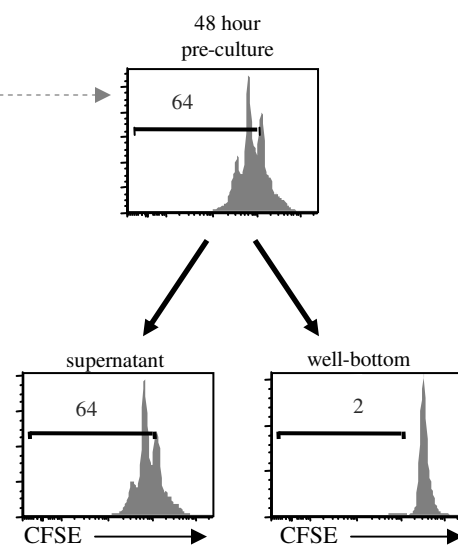 48 hour
pre-culture
64
supernatant
well-bottom
64
2
CFSE
CFSE